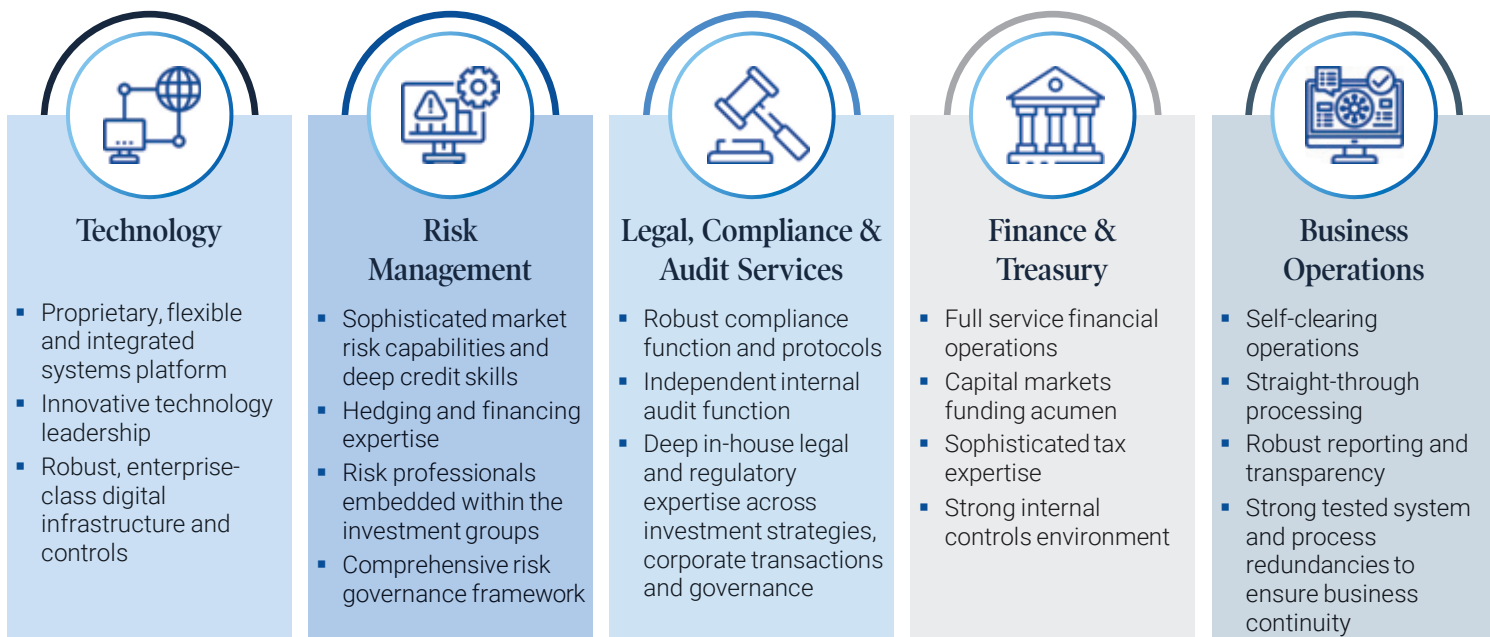 Technology
▪ Proprietary, flexible
and integrated
systems platform
▪ Innovative technology
leadership
▪ Robust, enterprise-
class digital
infrastructure and
controls
Risk
Management
▪ Sophisticated market
risk capabilities and
deep credit skills
▪ Hedging and financing
expertise
▪ Risk professionals
embedded within the
investment groups
▪ Comprehensive risk
governance framework
Legal, Compliance &
Audit Services
▪ Robust compliance
function and protocols
▪ Independent internal
audit function
▪ Deep in-house legal
and regulatory
expertise across
investment strategies,
corporate transactions
and governance
Finance &
Treasury
▪ Full service financial
operations
▪ Capital markets
funding acumen
▪ Sophisticated tax
expertise
▪ Strong internal
controls environment
Business
Operations
▪ Self-clearing
operations
▪ Straight-through
processing
▪ Robust reporting and
transparency
▪ Strong tested system
and process
redundancies to
ensure business
continuity